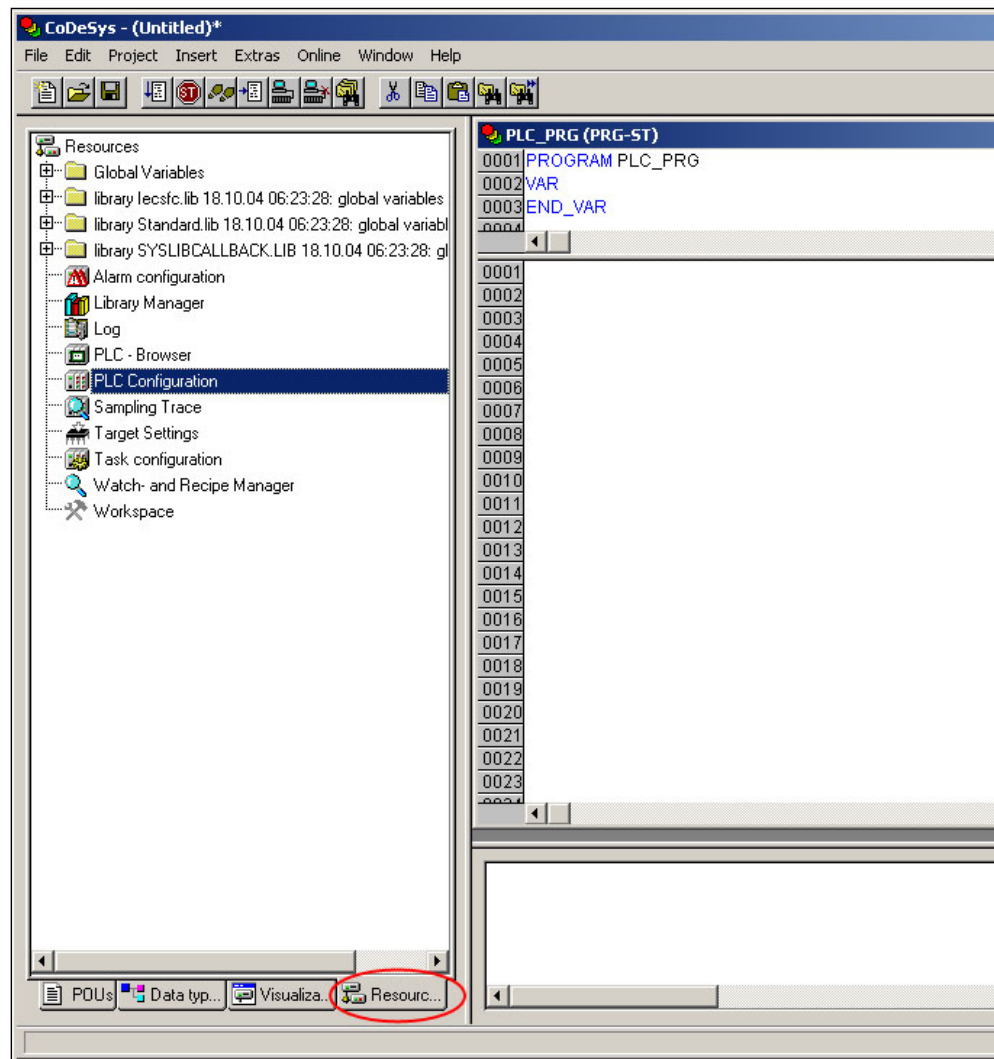 CoDeSys - (Untitled)*
File Edit Project Insert Extras Online Window Help
Resources
Global Variables
library Iecsfc.lib 18.10.04 06:23:28: global variables
library Standard.lib 18.10.04 06:23:28: global variabl
library SYSLIBCALLBACK.LIB 18.10.04 06:23:28: gl
Alarm configuration
Library Manager
Log
PLC - Browser
PLC Configuration
Sampling Trace
Target Settings
Task configuration
Watch- and Recipe Manager
Workspace
POUs Data typ... Visualiza... Resourc...
PLC_PRG (PRG-ST)
0001 PROGRAM PLC_PRG
0002 VAR
0003 END_VAR
0004
0001
0002
0003
0004
0005
0006
0007
0008
0009
0010
0011
0012
0013
0014
0015
0016
0017
0018
0019
0020
0021
0022
0023
0024